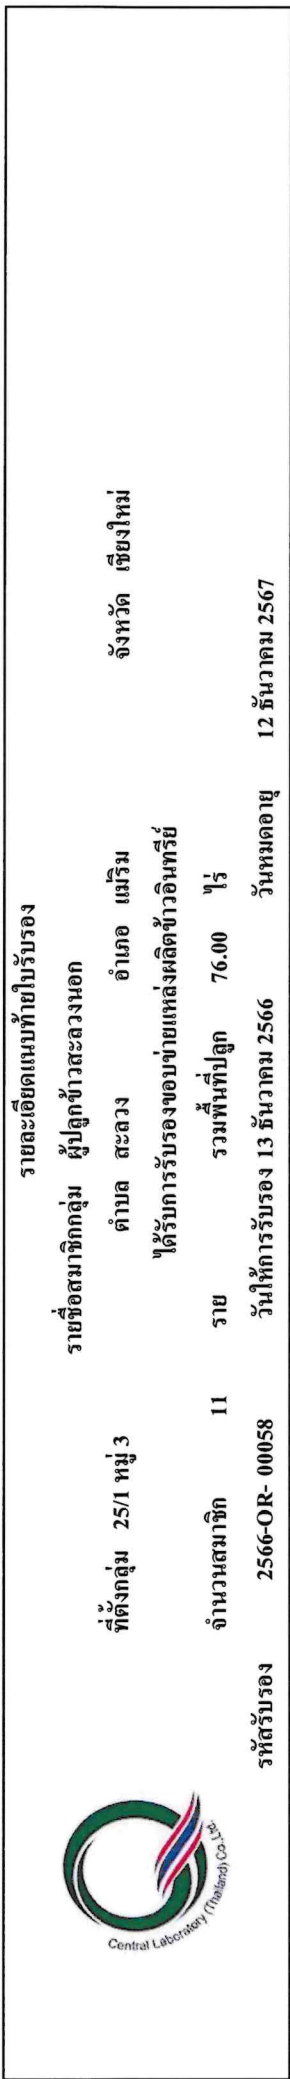 รายละเอียดแนบท้ายใบรับรอง
รายชื่อสมาชิกกลุ่ม ผู้ปลูกข้าวสะลวงนอก
ที่ตั้งกลุ่ม 25/1 หมู่ 3 ตำบล สะลวง อำเภอ แม่ริม จังหวัด เชียงใหม่
ได้รับการรับรองขอบข่ายแหล่งผลิตข้าวอินทรีย์
จำนวนสมาชิก 11 ราย รวมพื้นที่ปลูก 76.00 ไร่
รหัสรับรอง 2566-OR- 00058 วันให้การรับรอง 13 ธันวาคม 2566 วันหมดอายุ 12 ธันวาคม 2567
Central Laboratory (Thailand) Co.,Ltd.